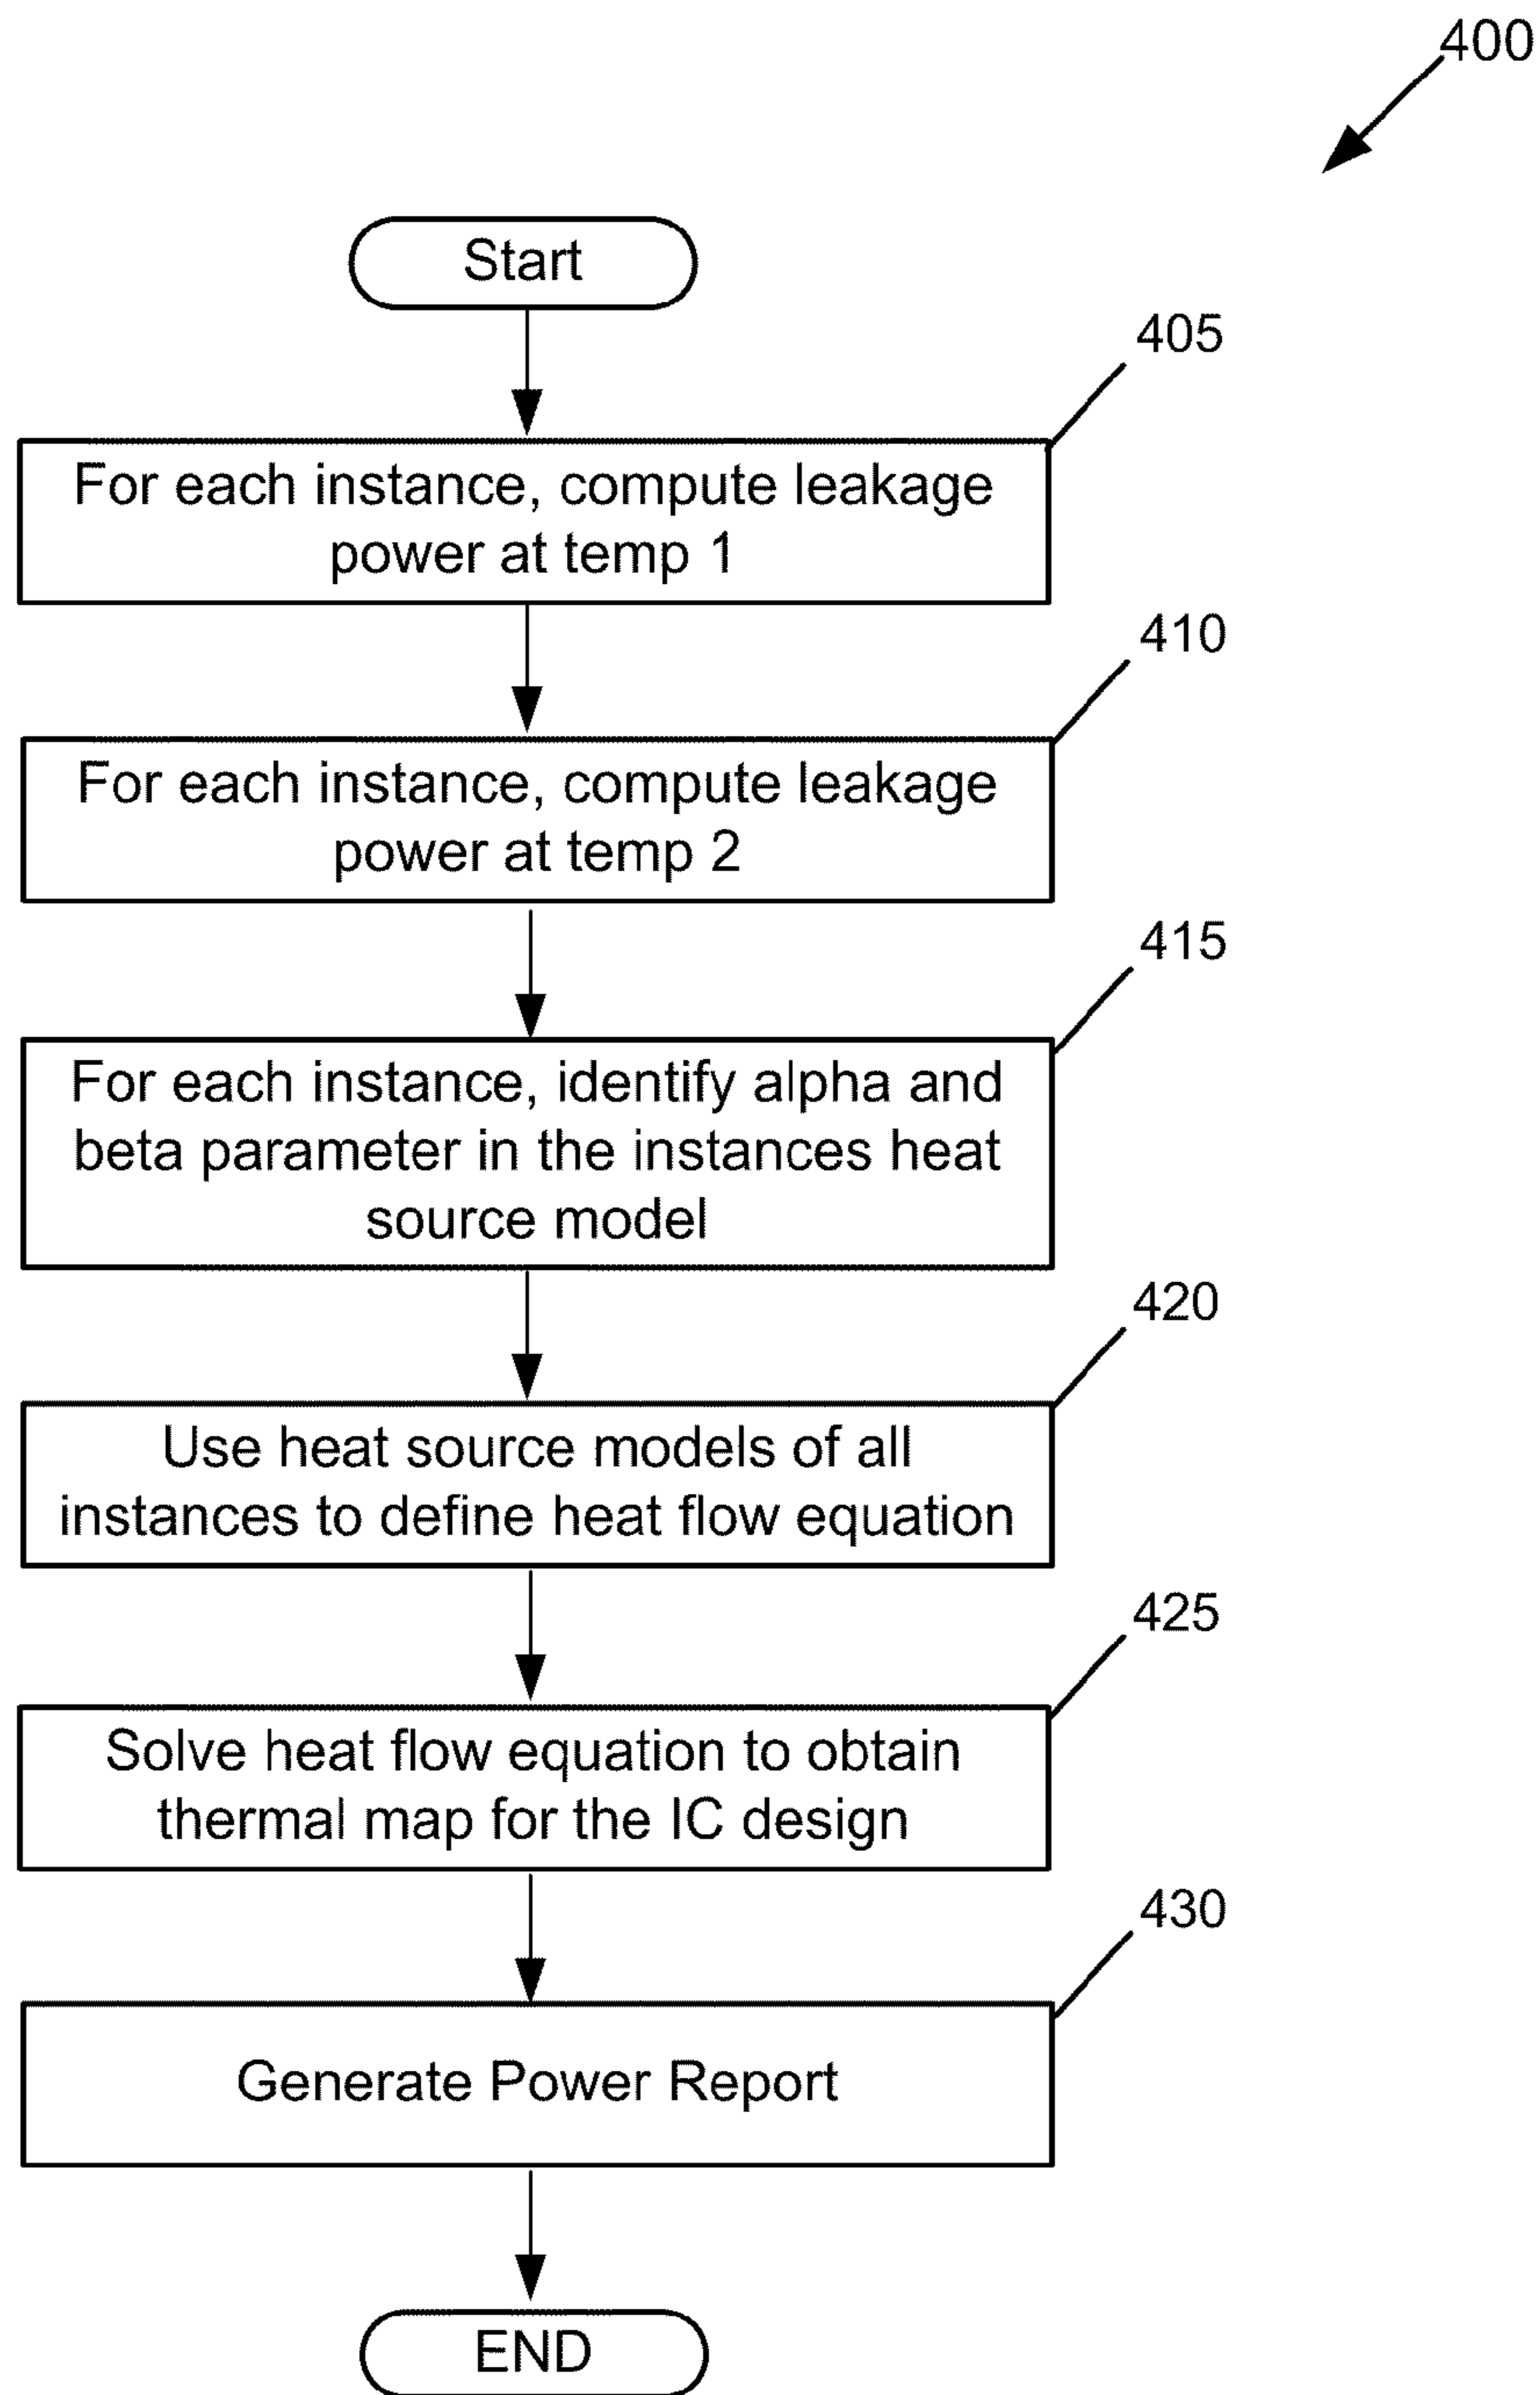 400
Start
405
For each instance, compute leakage
power at temp 1
410
For each instance, compute leakage
power at temp 2
415
For each instance, identify alpha and
beta parameter in the instances heat
source model
420
Use heat source models of all
instances to define heat flow equation
425
Solve heat flow equation to obtain
thermal map for the IC design
430
Generate Power Report
END